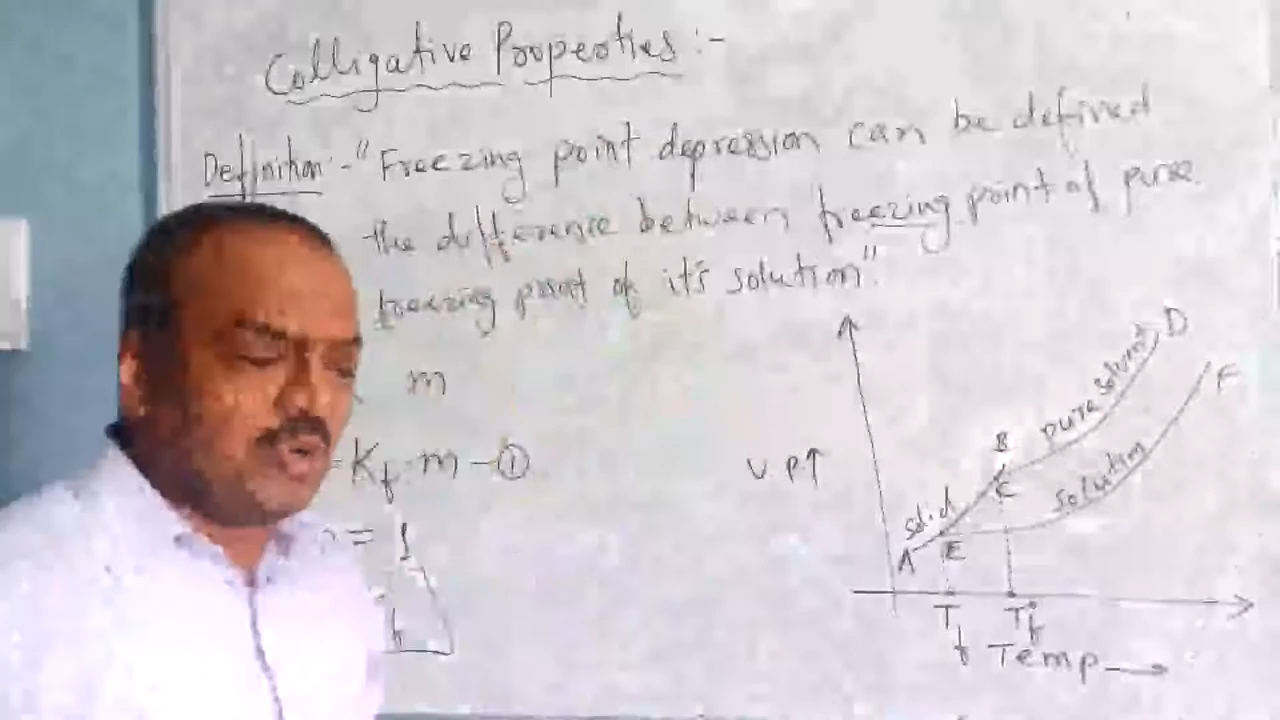 Colligative Properties :-
Definition :- "Freezing point depression can be defined
the difference between freezing point of pure
freezing point of it's solution".
m
= Kf . m - ①
= 1
f
V.P↑
A
solid
B
C
pure solvent
D
E
solution
F
Tf
T°f
Temp →